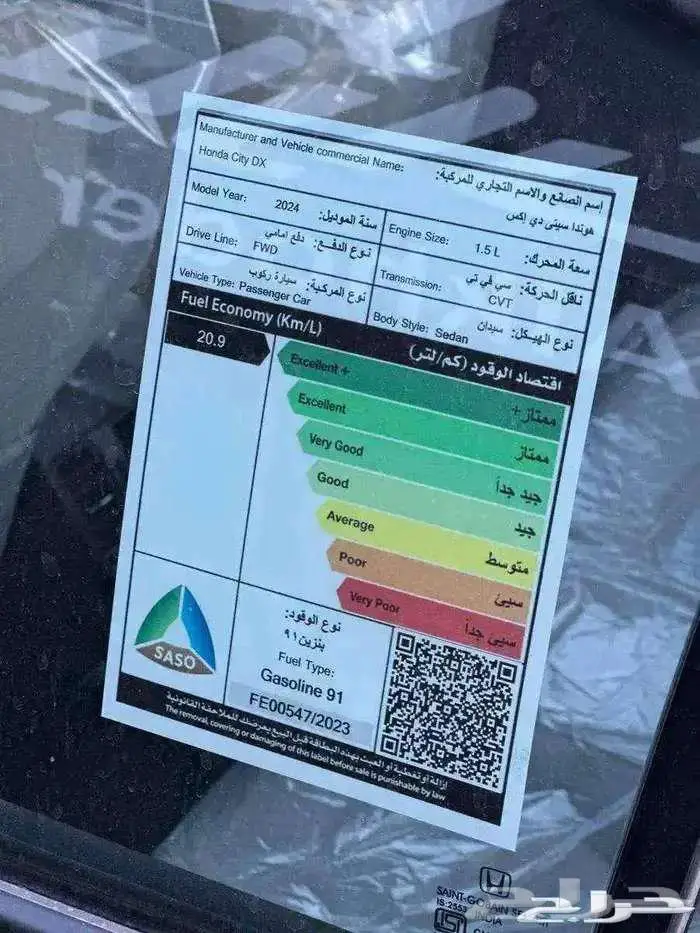 Manufacturer and Vehicle commercial Name:
إسم الصانع والاسم التجاري للمركبة:
Honda City DX
هوندا سيتي دي إكس
Model Year: 2024 سنة الموديل:
Engine Size: 1.5 L سعة المحرك:
Drive Line: دفع امامي نوع الدفع:
FWD
Transmission: سي في تي ناقل الحركة:
CVT
Vehicle Type: سيارة ركوب نوع المركبة:
Passenger Car
Body Style: سيدان نوع الهيكل:
Sedan
Fuel Economy (Km/L) اقتصاد الوقود (كم/لتر)
20.9
Excellent + ممتاز+
Excellent ممتاز
Very Good جيد جداً
Good جيد
Average متوسط
Poor سيئ
Very Poor سيئ جداً
SASO
نوع الوقود:
بنزين ٩١
Fuel Type:
Gasoline 91
FE00547/2023
إزالة أو تغطية أو العبث بهذه البطاقة قبل البيع يعرضك للملاحقة القانونية
The removal, covering or damaging of this label before sale is punishable by law
SAINT-GOBAIN
IS:2553
INDIA
حراج